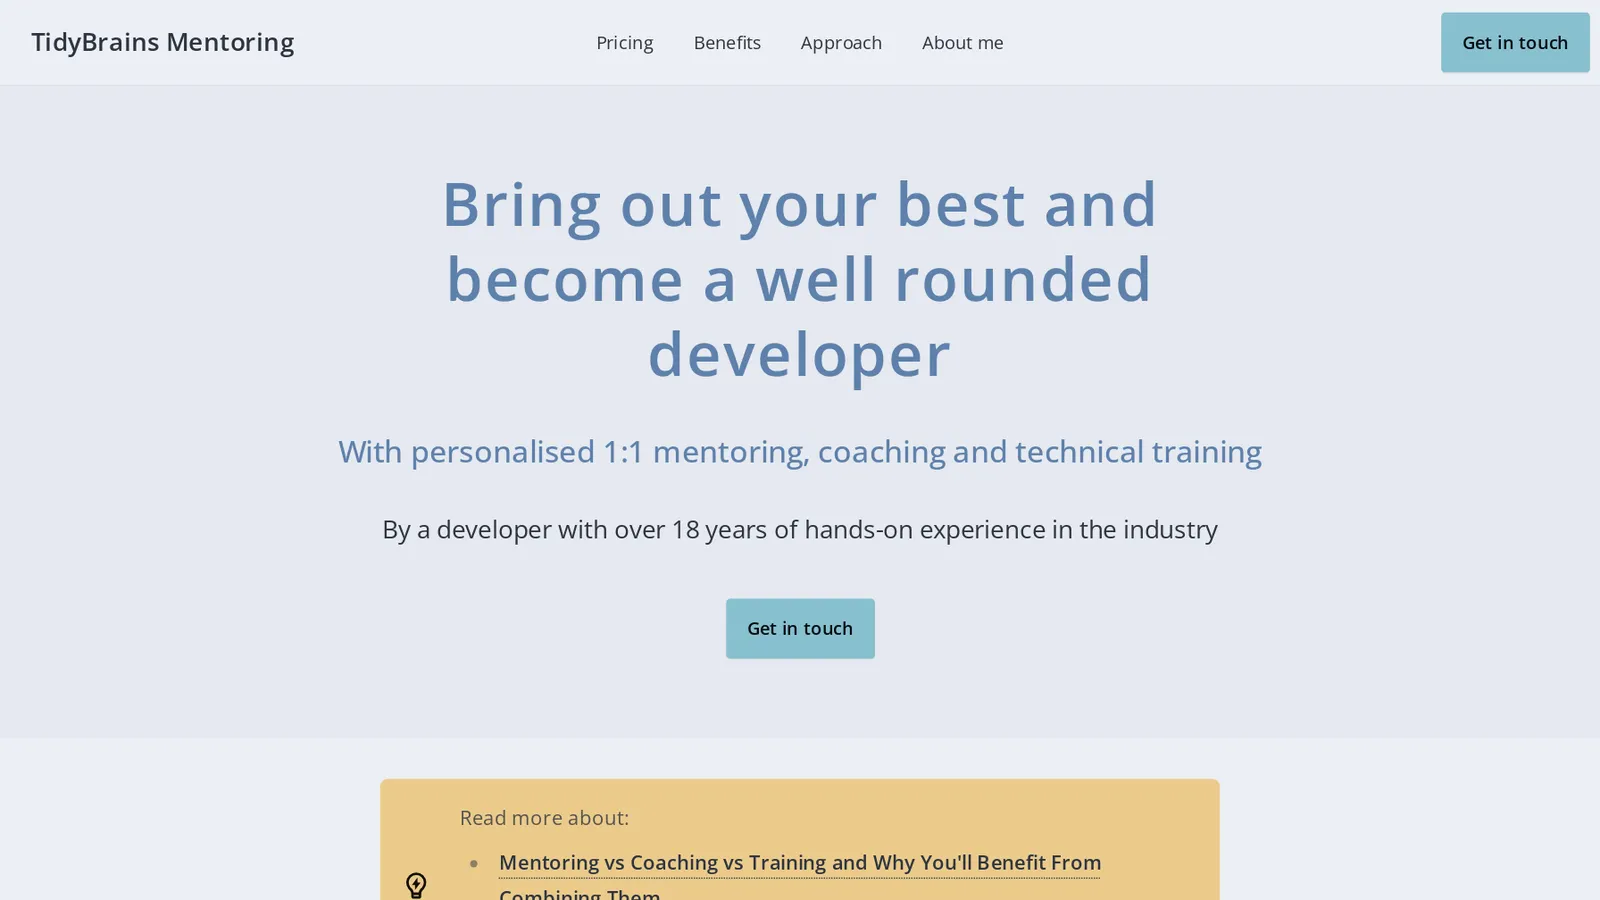 TidyBrains Mentoring
Pricing
Benefits
Approach
About me
Get in touch
Bring out your best and
become a well rounded
developer
With personalised 1:1 mentoring, coaching and technical training
By a developer with over 18 years of hands-on experience in the industry
Get in touch
Read more about:
Mentoring vs Coaching vs Training and Why You'll Benefit From
Combining Them